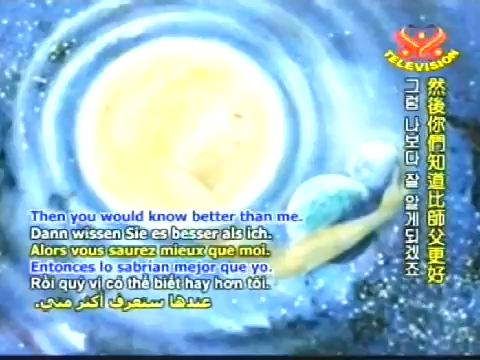 TELEVISION
然後你們知道比師父更好
그럼 나보다 잘 알게되겠죠
Then you would know better than me.
Dann wissen Sie es besser als ich.
Alors vous saurez mieux que moi.
Entonces lo sabrían mejor que yo.
Rồi quý vị có thể biết hay hơn tôi.
عندها ستعرف أكثر مني.